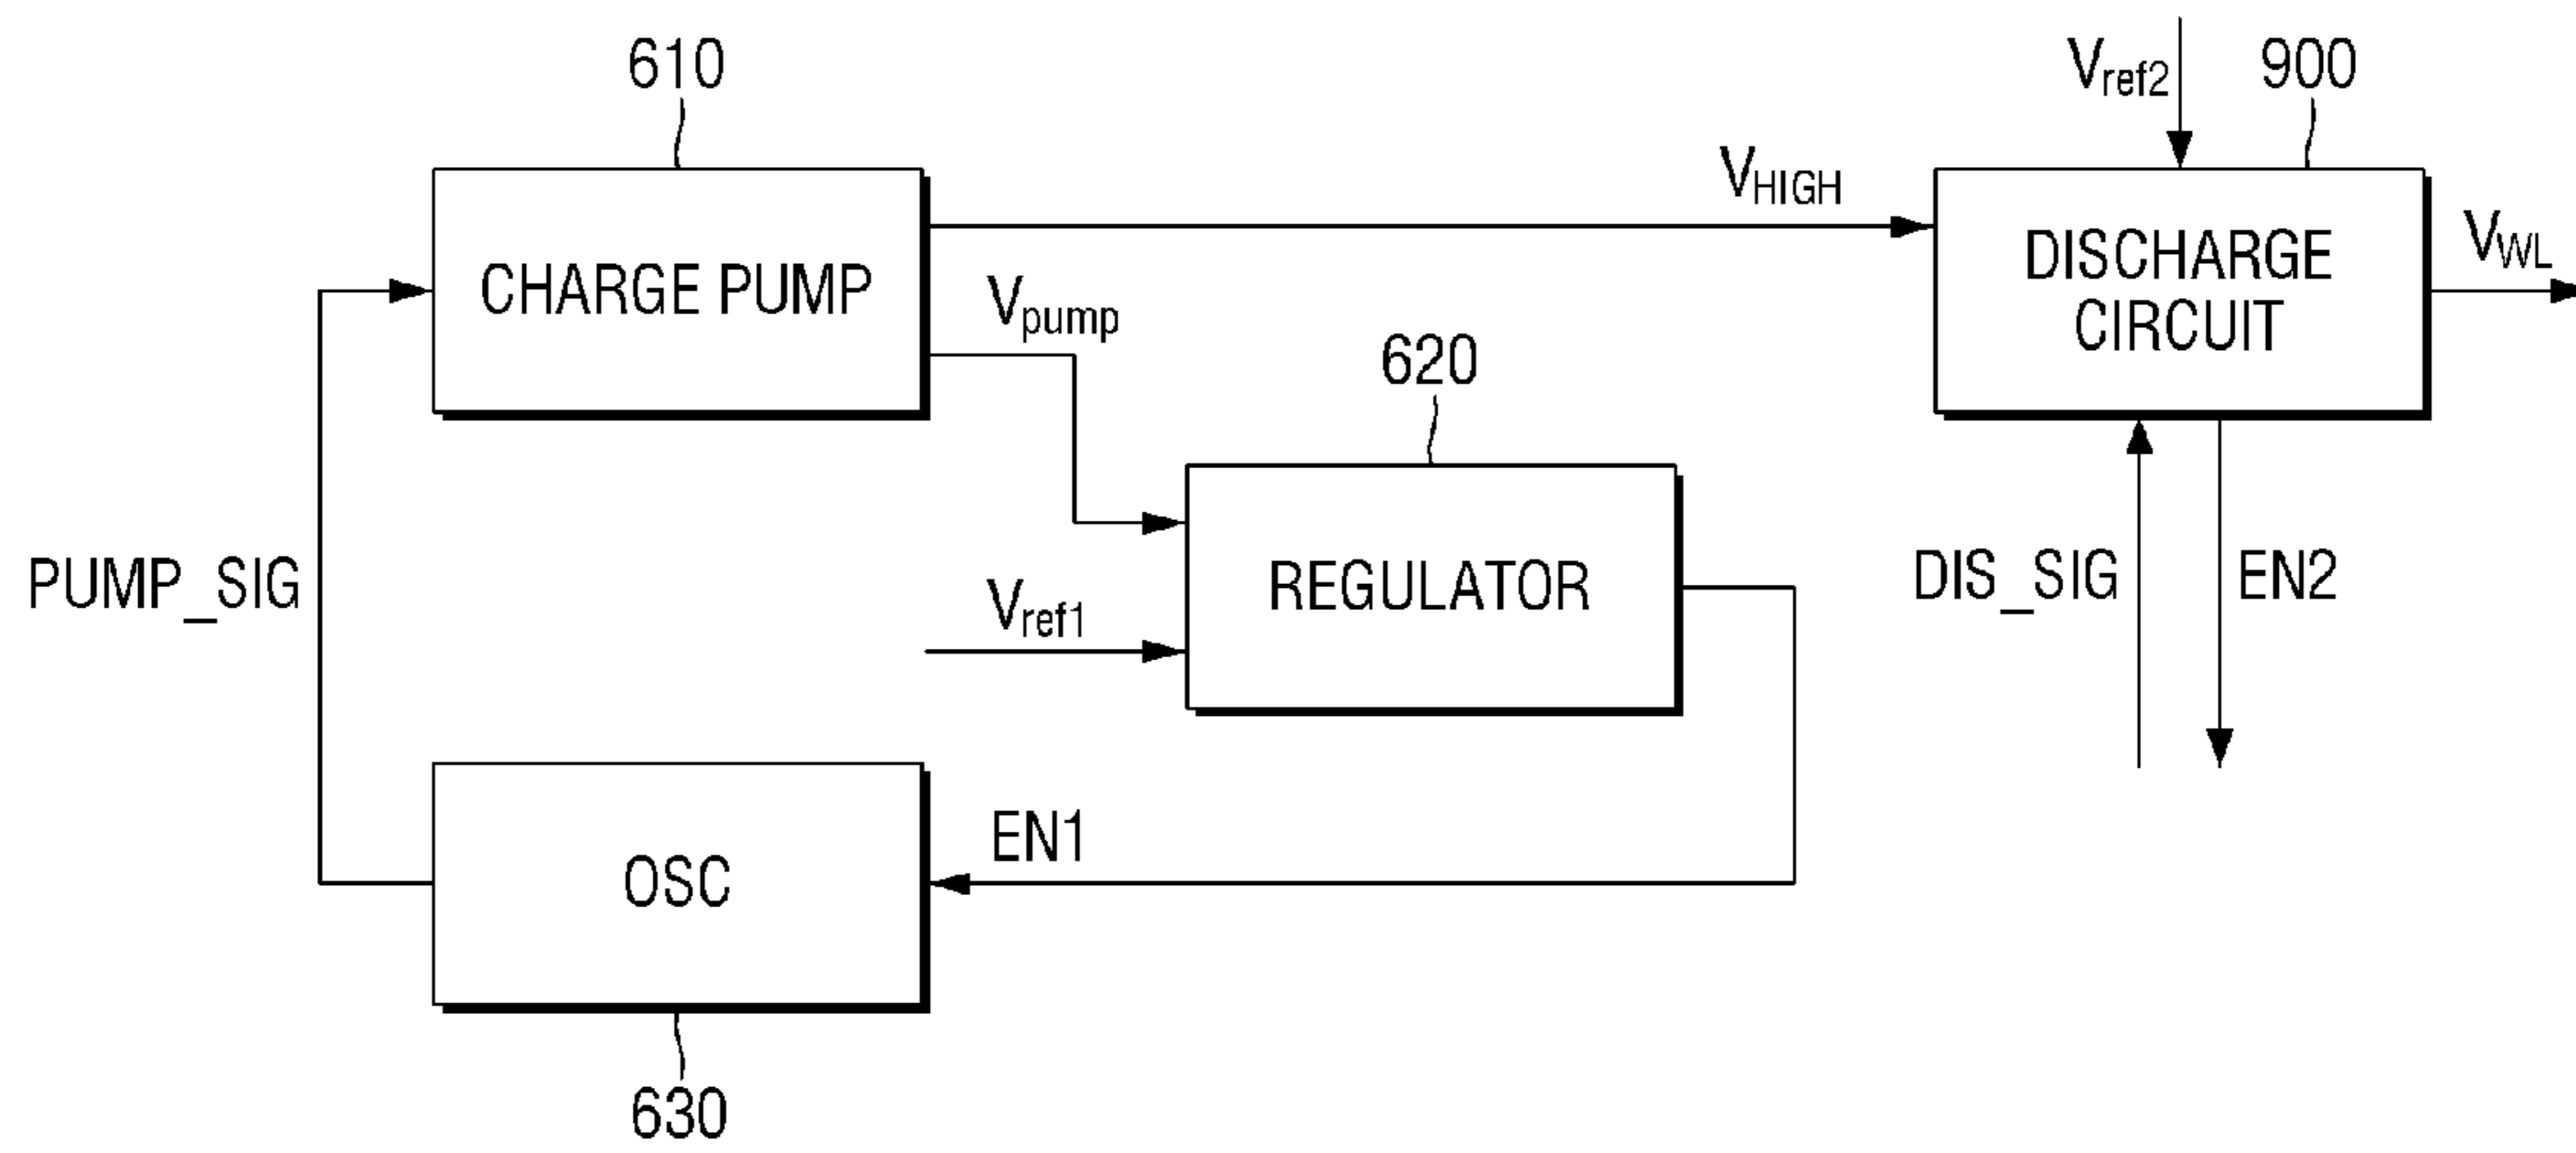 610
Vref2
900
VHIGH
CHARGE PUMP
Vpump
DISCHARGE
CIRCUIT
VWL
620
PUMP_SIG
Vref1
REGULATOR
DIS_SIG
EN2
EN1
OSC
630